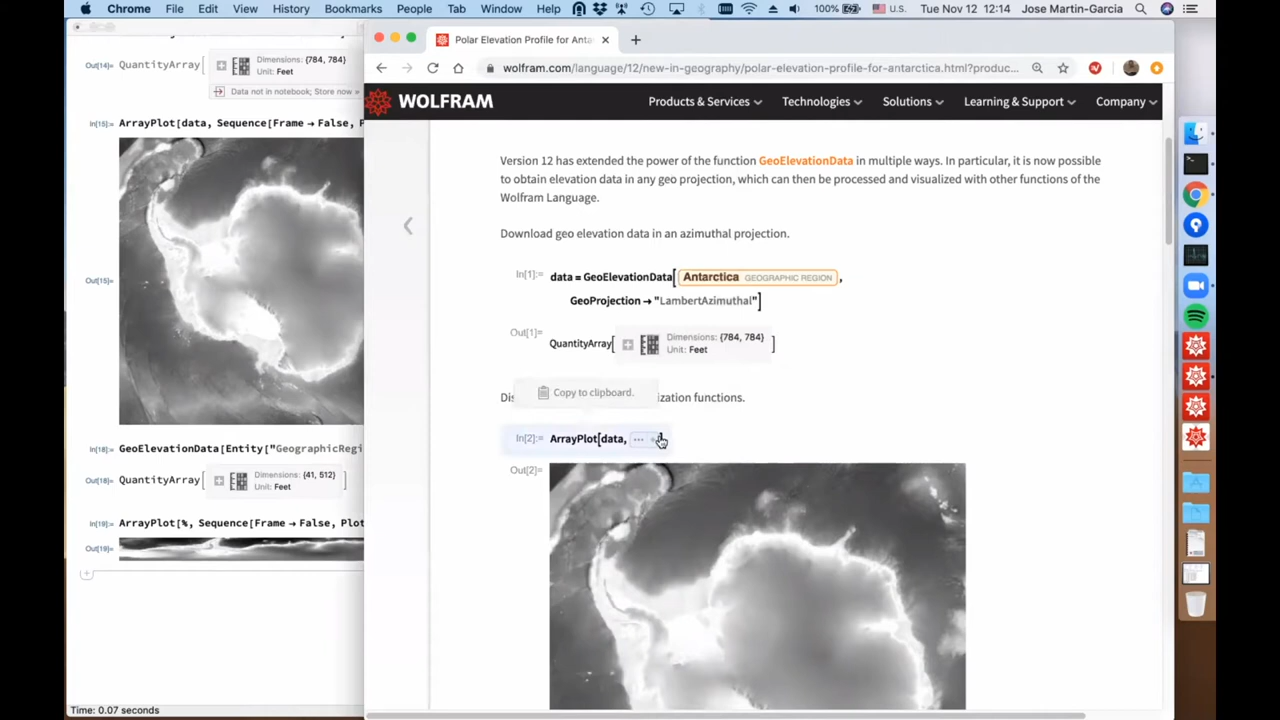 Chrome File Edit View History Bookmarks People Tab Window Help 100% U.S. Tue Nov 12 12:14 Jose Martin-Garcia
Out[14]= QuantityArray[ Dimensions: {784, 784}
Unit: Feet
Data not in notebook; Store now
In[15]:= ArrayPlot[data, Sequence[Frame → False, P
Out[15]=
In[18]:= GeoElevationData[Entity["GeographicRegi
Out[18]= QuantityArray[ Dimensions: {41, 512} ]
Unit: Feet
In[19]:= ArrayPlot[%, Sequence[Frame → False, Plot
Out[19]=
Time: 0.07 seconds
Polar Elevation Profile for Anta
wolfram.com/language/12/new-in-geography/polar-elevation-profile-for-antarctica.html?produc...
WOLFRAM Products & Services Technologies Solutions Learning & Support Company
Version 12 has extended the power of the function GeoElevationData in multiple ways. In particular, it is now possible
to obtain elevation data in any geo projection, which can then be processed and visualized with other functions of the
Wolfram Language.
Download geo elevation data in an azimuthal projection.
In[1]:= data = GeoElevationData[ Antarctica GEOGRAPHIC REGION ,
GeoProjection → "LambertAzimuthal"]
Out[1]= QuantityArray[ Dimensions: {784, 784} ]
Unit: Feet
Copy to clipboard.
Dis ization functions.
In[2]:= ArrayPlot[data, ... ]
Out[2]=